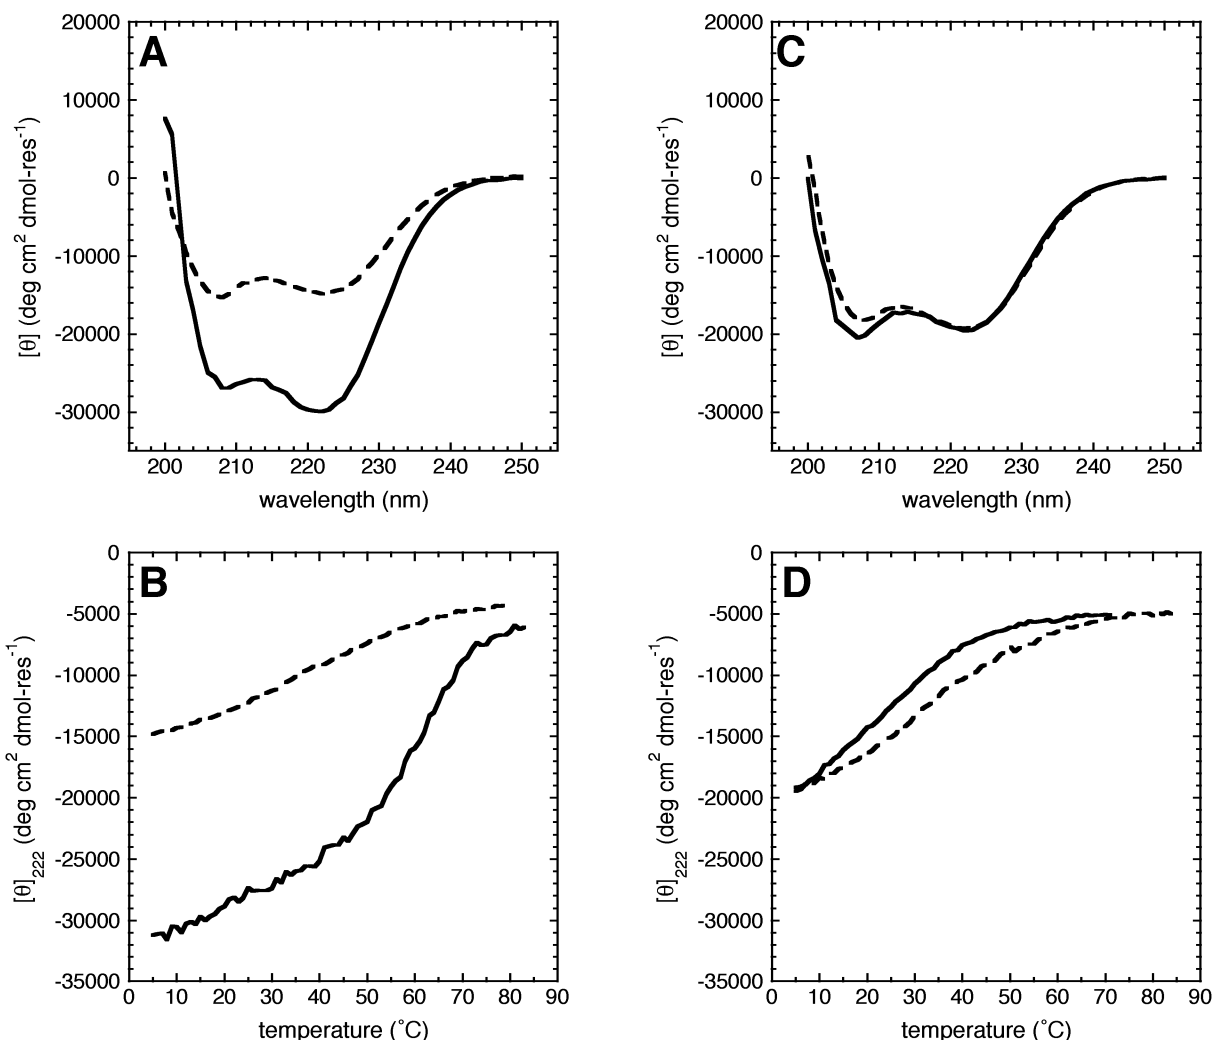 A
20000
10000
0
-10000
-20000
-30000
[θ] (deg cm² dmol-res⁻¹)
200 210 220 230 240 250
wavelength (nm)
C
20000
10000
0
-10000
-20000
-30000
[θ] (deg cm² dmol-res⁻¹)
200 210 220 230 240 250
wavelength (nm)
B
0
-5000
-10000
-15000
-20000
-25000
-30000
-35000
[θ]₂₂₂ (deg cm² dmol-res⁻¹)
0 10 20 30 40 50 60 70 80 90
temperature (˚C)
D
0
-5000
-10000
-15000
-20000
-25000
-30000
-35000
[θ]₂₂₂ (deg cm² dmol-res⁻¹)
0 10 20 30 40 50 60 70 80 90
temperature (˚C)